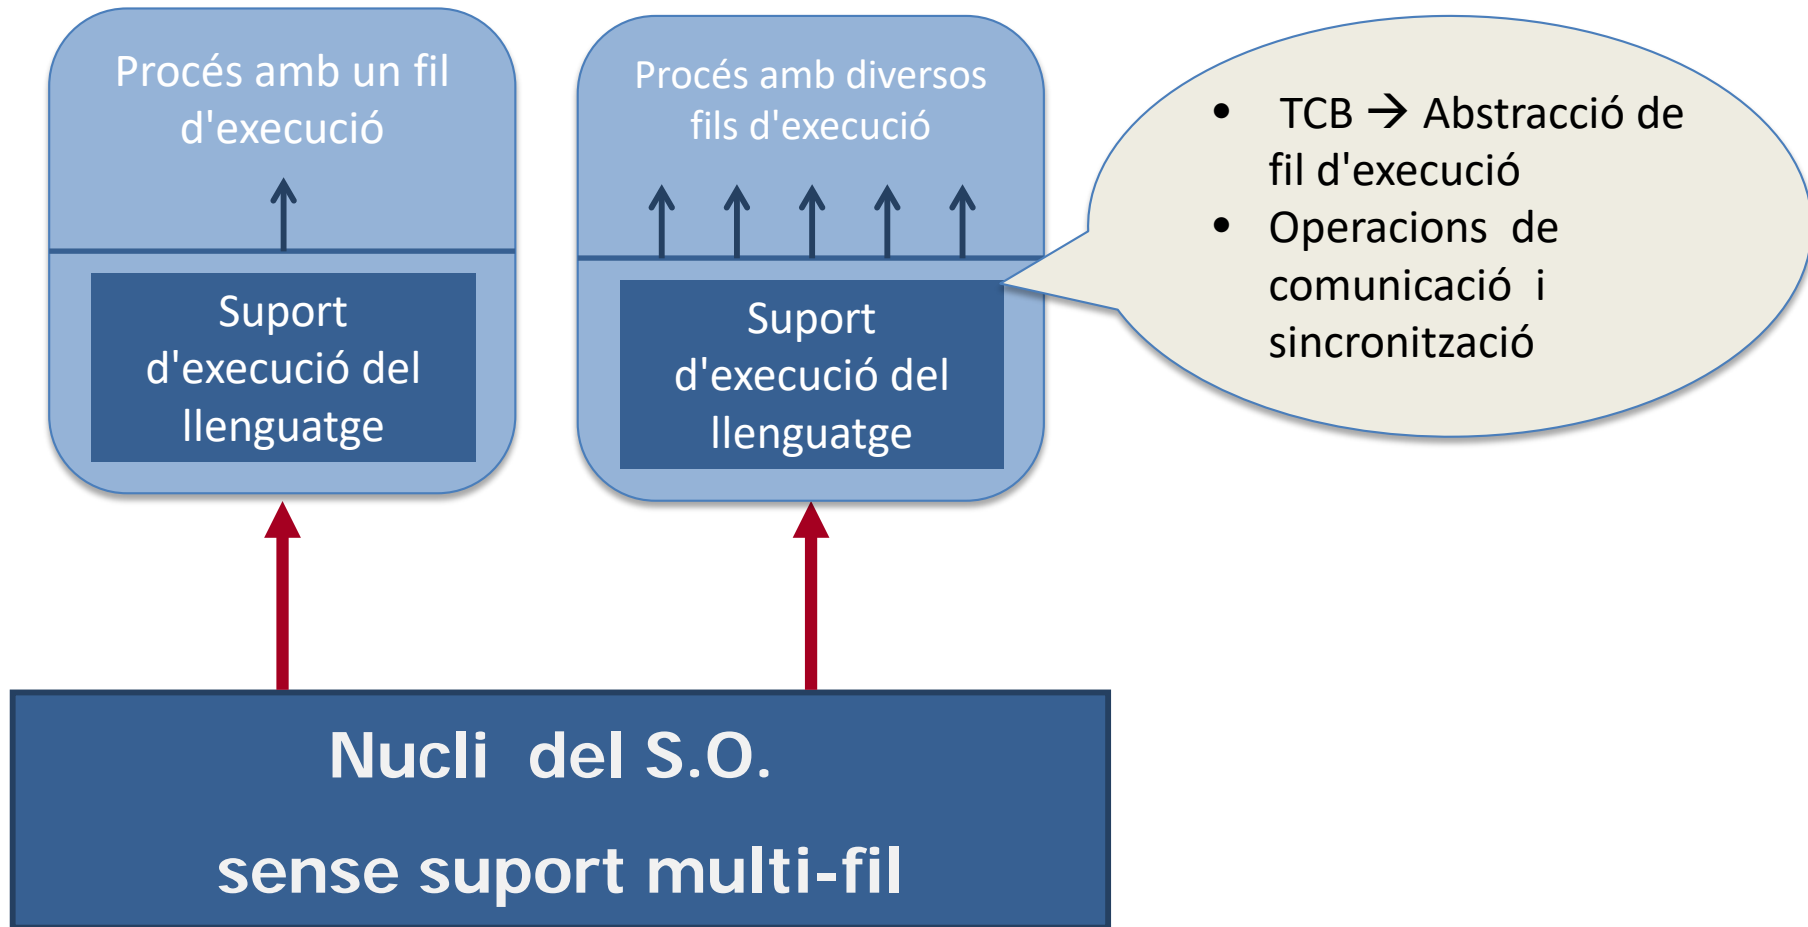 Procés amb un fil
d'execució
Suport
d'execució del
llenguatge
Procés amb diversos
fils d'execució
Suport
d'execució del
llenguatge
• TCB → Abstracció de
fil d'execució
• Operacions de
comunicació i
sincronització
Nucli del S.O.
sense suport multi-fil